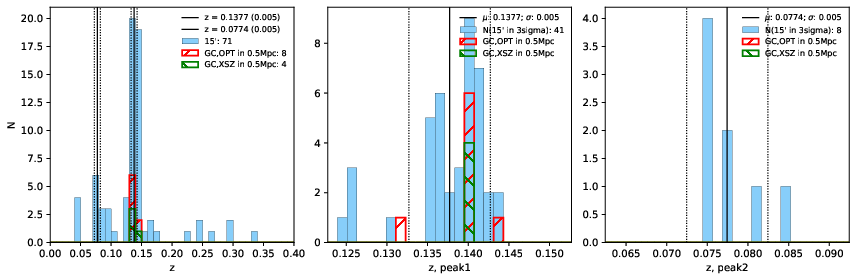 z = 0.1377 (0.005)
z = 0.0774 (0.005)
15': 71
GC,OPT in 0.5Mpc: 8
GC,XSZ in 0.5Mpc: 4
N
20.0
17.5
15.0
12.5
10.0
7.5
5.0
2.5
0.0
0.00 0.05 0.10 0.15 0.20 0.25 0.30 0.35 0.40
z
μ: 0.1377; σ: 0.005
N(15' in 3sigma): 41
GC,OPT in 0.5Mpc
GC,XSZ in 0.5Mpc
8
6
4
2
0
0.125 0.130 0.135 0.140 0.145 0.150
z, peak1
μ: 0.0774; σ: 0.005
N(15' in 3sigma): 8
GC,OPT in 0.5Mpc
GC,XSZ in 0.5Mpc
4.0
3.5
3.0
2.5
2.0
1.5
1.0
0.5
0.0
0.065 0.070 0.075 0.080 0.085 0.090
z, peak2